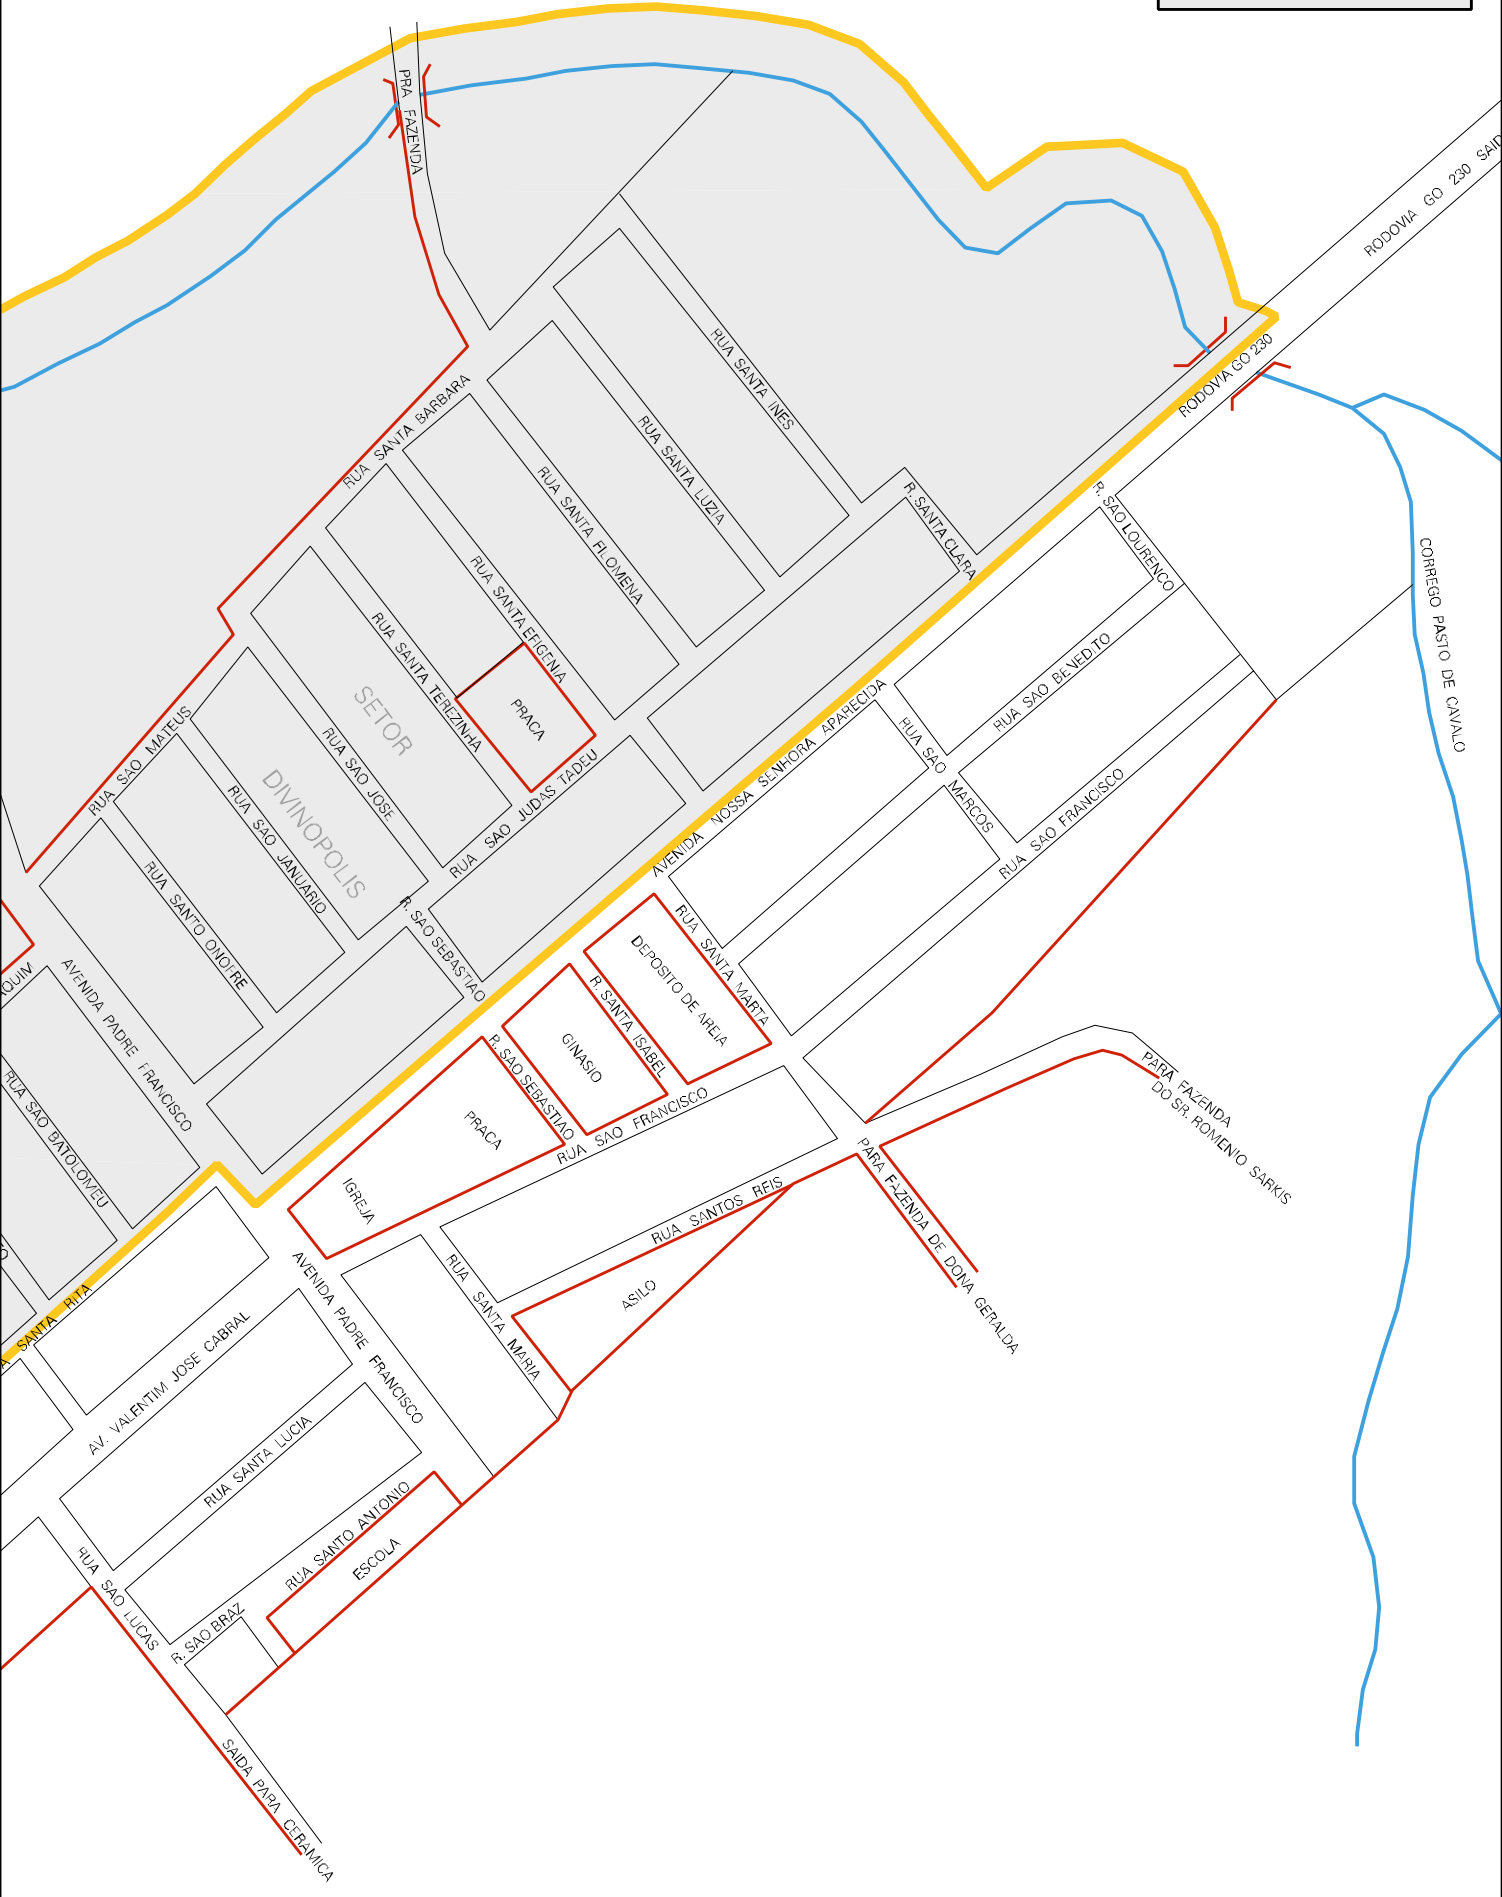 PRA FAZENDA
RODOVIA GO 230 SAID
RODOVIA GO 230
RUA SANTA INES
RUA SANTA BARBARA
RUA SANTA LUZIA
RUA SANTA FILOMENA
R. SANTA CLARA
R. SAO LOURENCO
CORREGO PASTO DE CAVALO
RUA SANTA EFIGENIA
RUA SANTA TEREZINHA
PRACA
SETOR
DIVINOPOLIS
RUA SAO BENEDITO
RUA SAO MATEUS
RUA SAO JOSE
RUA SAO JUDAS TADEU
AVENIDA NOSSA SENHORA APARECIDA
RUA SAO MARCOS
RUA SAO FRANCISCO
RUA SAO JANUARIO
RUA SANTO ONOFRE
R. SAO SEBASTIAO
RUA SANTA MARTA
DEPOSITO DE AREIA
QUIM
AVENIDA PADRE FRANCISCO
R. SANTA ISABEL
GINASIO
R. SAO SEBASTIAO
PRACA
RUA SAO FRANCISCO
RUA SAO BATOLOMEU
IGREJA
PARA FAZENDA
DO SR. ROMENIO SARKIS
PARA FAZENDA DE DONA GERALDA
RUA SANTOS REIS
ASILO
AVENIDA PADRE FRANCISCO
RUA SANTA MARIA
SANTA RITA
AV. VALENTIM JOSE CABRAL
RUA SANTA LUCIA
RUA SANTO ANTONIO
ESCOLA
RUA SAO LUCAS
R. SAO BRAZ
SAIDA PARA CERAMICA